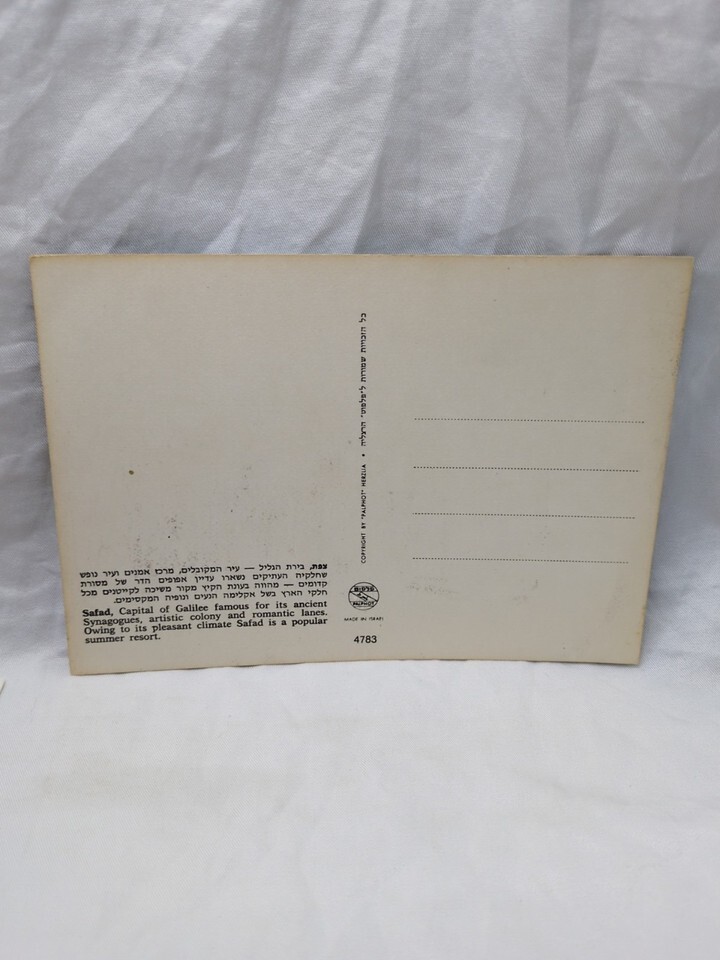 צפת, בירת הגליל — עיר המקובלים, מרכז אמנים ועיר נופש
שחלקיה העתיקים נשארו עדיין אפופים הדר של מסורת
קדומים — מהווה בעונת הקיץ מקור משיכה לקייטנים מכל
חלקי הארץ בשל אקלימה הנעים ונופיה המקסימים.
Safad, Capital of Galilee famous for its ancient
Synagogues, artistic colony and romantic lanes.
Owing to its pleasant climate Safad is a popular
summer resort.
כל הזכויות שמורות ל"פלפוט" הרצליה • COPYRIGHT BY "PALPHOT" HERZLIA
פלפוט
PALPHOT
MADE IN ISRAEL
4783